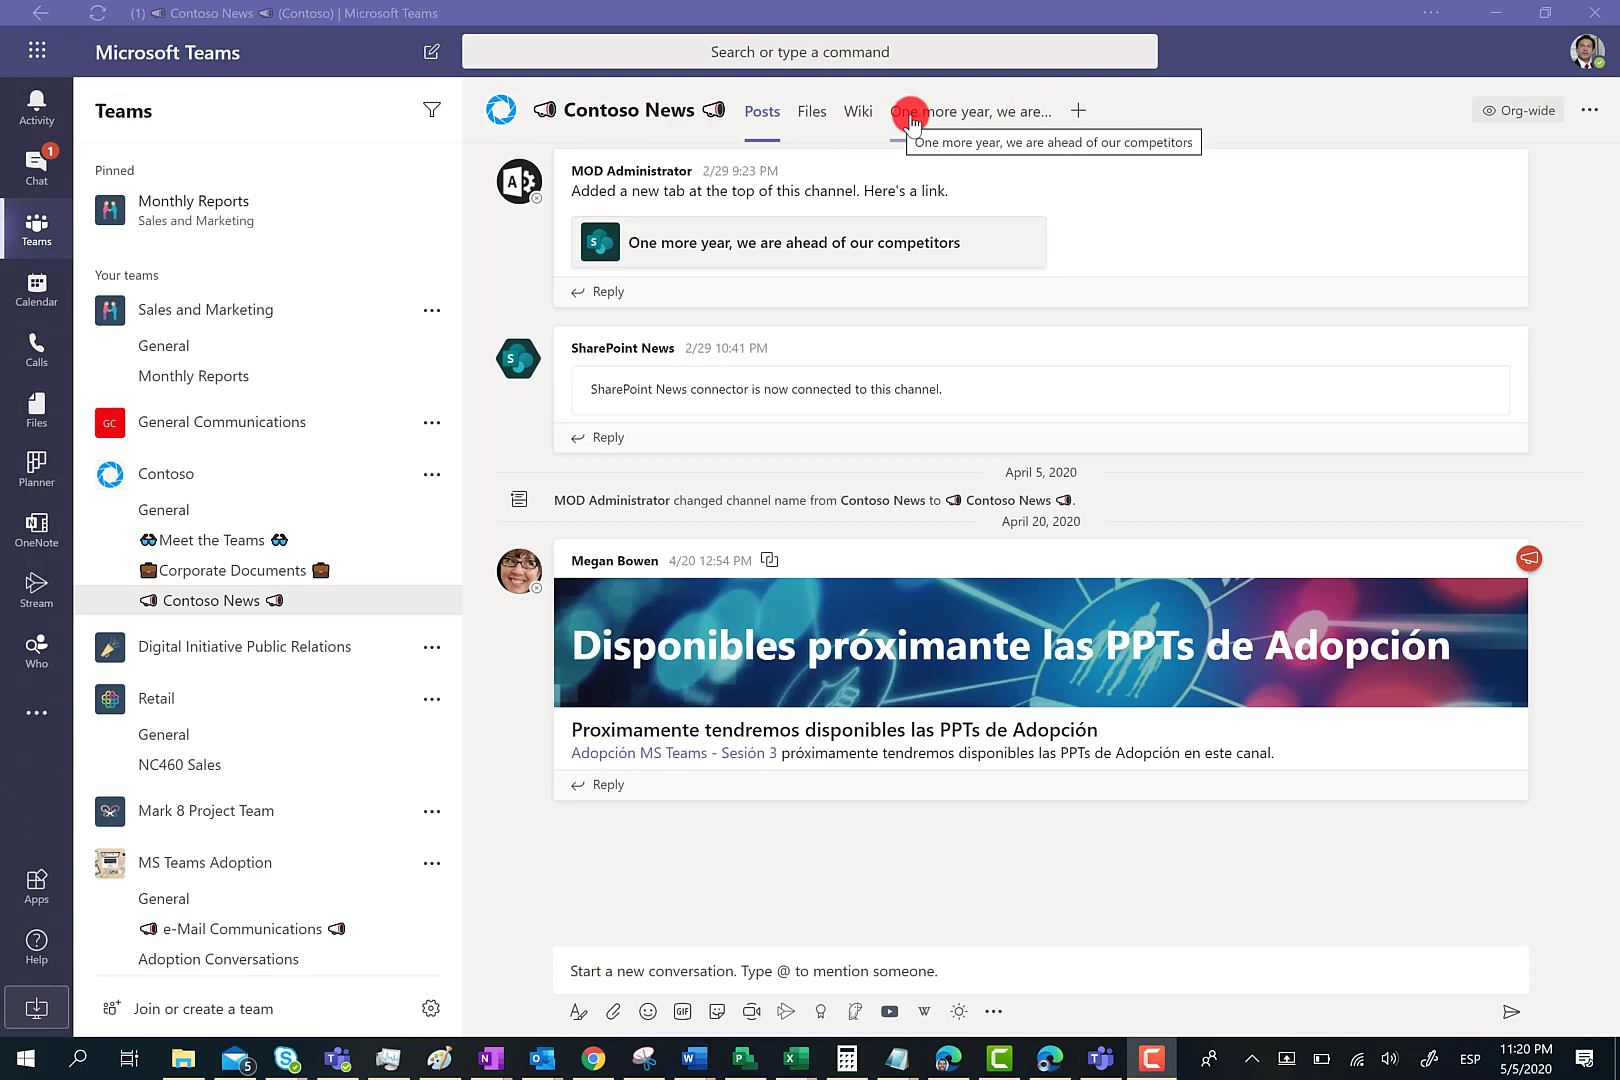 (1) Contoso News (Contoso) | Microsoft Teams
Microsoft Teams
Search or type a command
Activity
Chat
1
Teams
Calendar
Calls
Files
Planner
OneNote
Stream
Who
Apps
Help
Teams
Pinned
Monthly Reports
Sales and Marketing
Your teams
Sales and Marketing
General
Monthly Reports
GC
General Communications
Contoso
General
Meet the Teams
Corporate Documents
Contoso News
Digital Initiative Public Relations
Retail
General
NC460 Sales
Mark 8 Project Team
MS Teams Adoption
General
e-Mail Communications
Adoption Conversations
Join or create a team
Contoso News
Posts
Files
Wiki
One more year, we are...
Org-wide
One more year, we are ahead of our competitors
MOD Administrator 2/29 9:23 PM
Added a new tab at the top of this channel. Here's a link.
One more year, we are ahead of our competitors
Reply
SharePoint News 2/29 10:41 PM
SharePoint News connector is now connected to this channel.
Reply
April 5, 2020
MOD Administrator changed channel name from Contoso News to Contoso News .
April 20, 2020
Megan Bowen 4/20 12:54 PM
Disponibles próximante las PPTs de Adopción
Proximamente tendremos disponibles las PPTs de Adopción
Adopción MS Teams - Sesión 3 próximamente tendremos disponibles las PPTs de Adopción en este canal.
Reply
Start a new conversation. Type @ to mention someone.
GIF
W
5
ESP
11:20 PM
5/5/2020